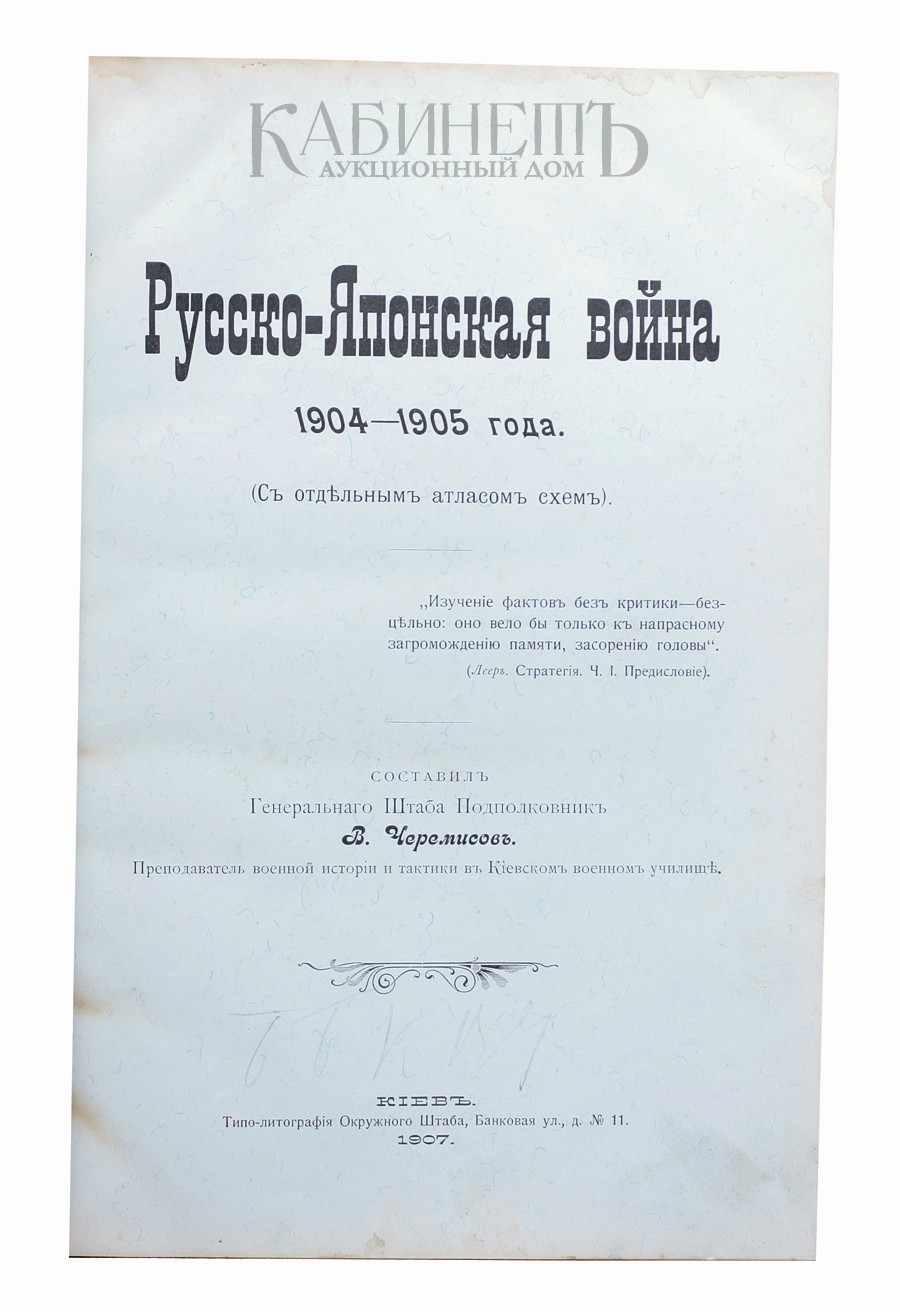 КАБИНЕТЪ
АУКЦИОННЫЙ ДОМ
Русско-Японская война
1904—1905 года.
(Съ отдѣльнымъ атласомъ схемъ).
„Изученіе фактовъ безъ критики—без-
цѣльно: оно вело бы только къ напрасному
загроможденію памяти, засоренію головы“.
(Лееръ. Стратегія. Ч. I. Предисловіе).
СОСТАВИЛЪ
Генеральнаго Штаба Подполковникъ
В. Черемисовъ.
Преподаватель военной исторіи и тактики въ Кіевскомъ военномъ училищѣ.
КІЕВЪ.
Типо-литографія Окружного Штаба, Банковая ул., д. № 11.
1907.